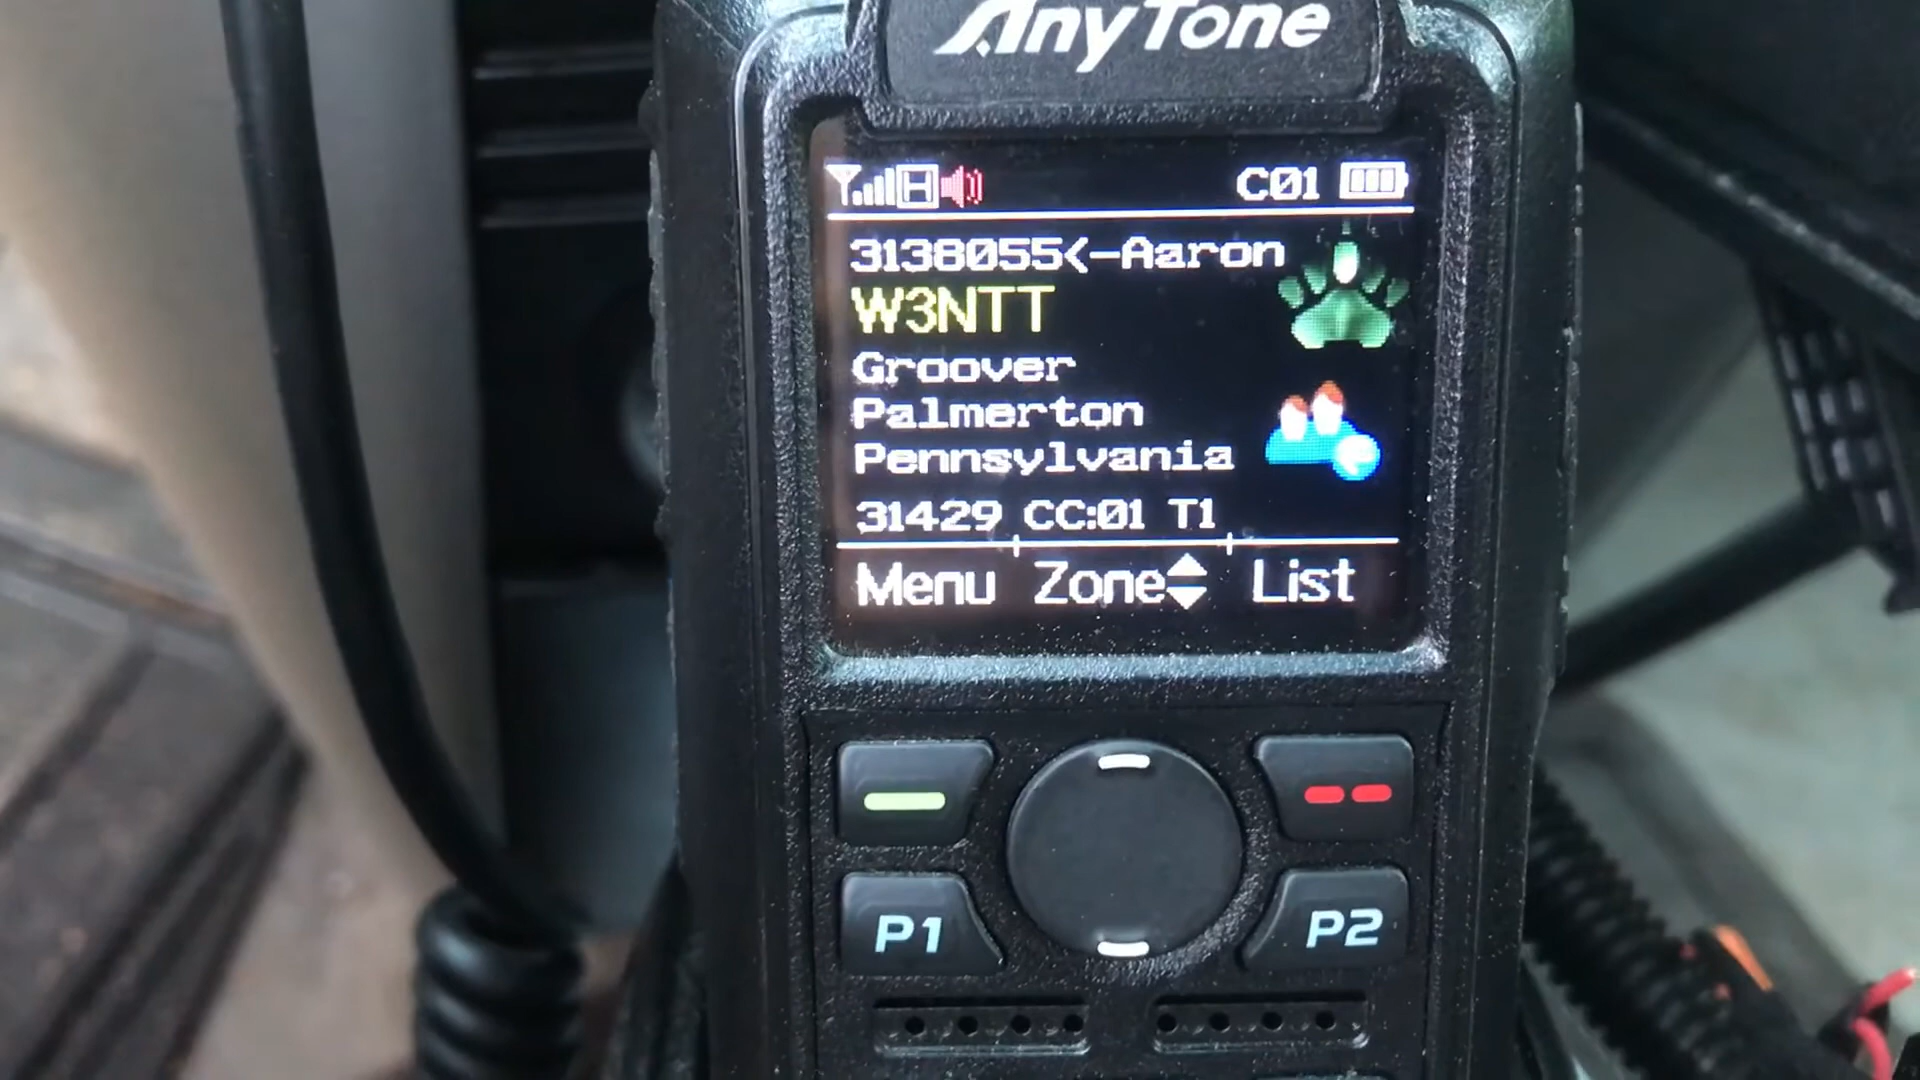 AnyTone
H C01
3138055<-Aaron
W3NTT
Groover
Palmerton
Pennsylvania
31429 CC:01 T1
Menu Zone List
P1 P2